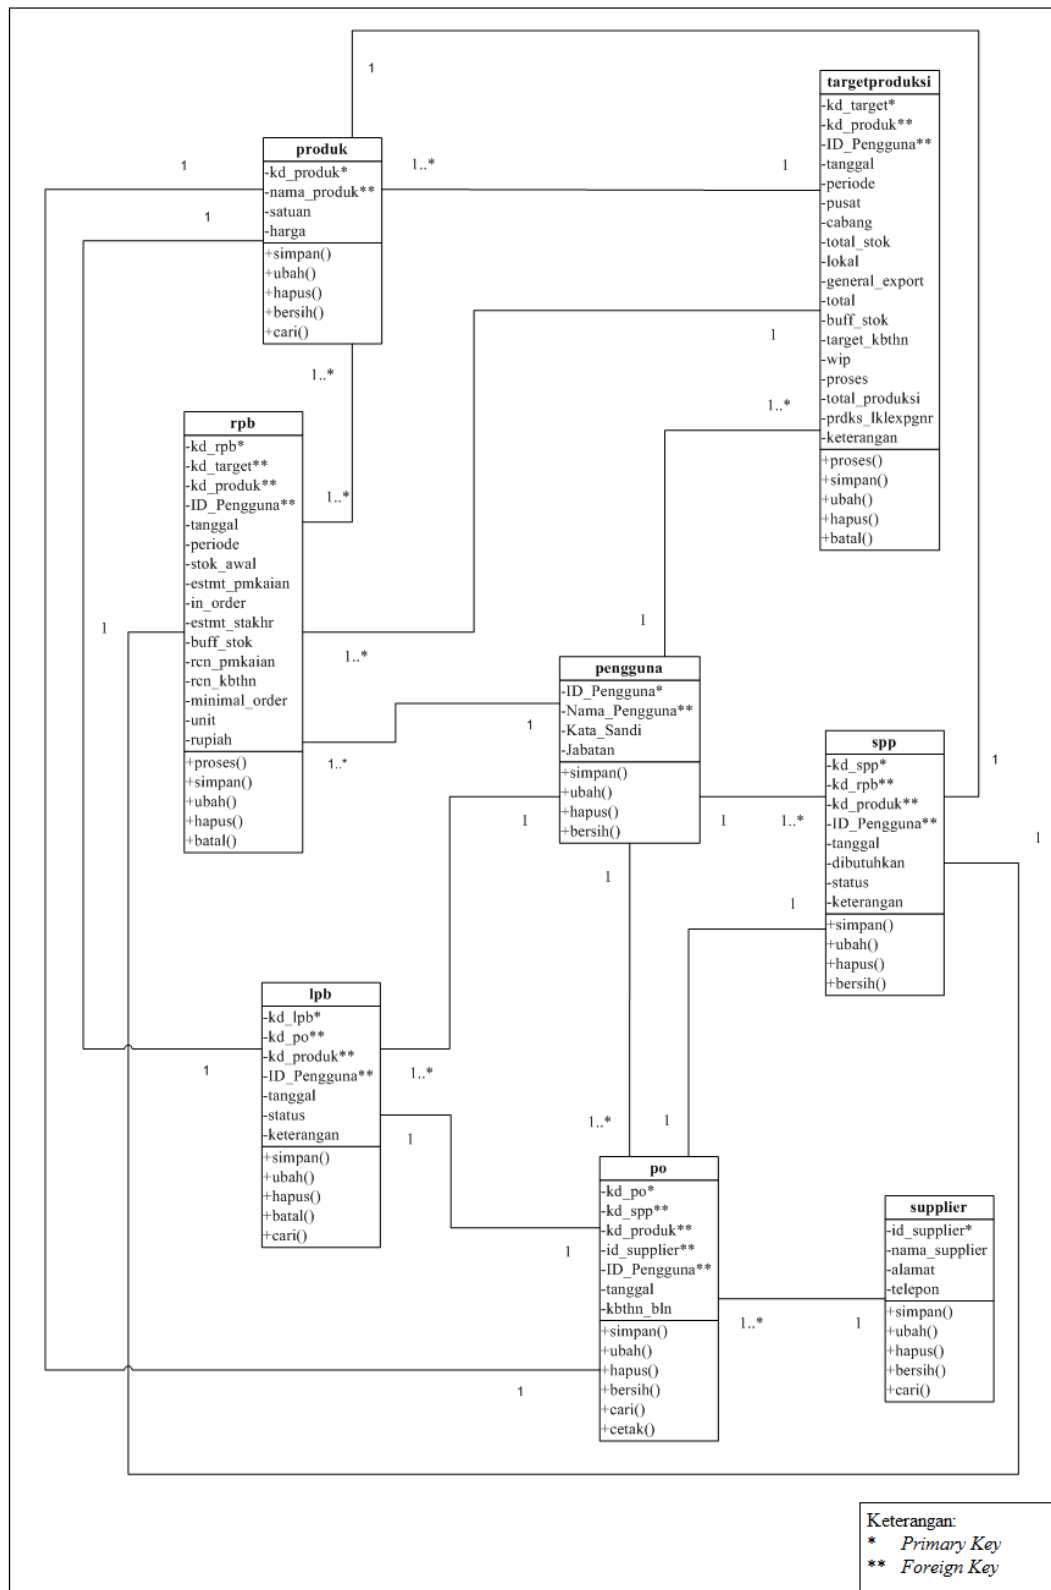 1
targetproduksi
-kd_target*
-kd_produk**
-ID_Pengguna**
-tanggal
-periode
-pusat
-cabang
-total_stok
-lokal
-general_export
-total
-buff_stok
-target_kbthn
-wip
-proses
-total_produksi
-prdks_lklexpgnr
-keterangan
+proses()
+simpan()
+ubah()
+hapus()
+batal()
produk
-kd_produk*
-nama_produk**
-satuan
-harga
+simpan()
+ubah()
+hapus()
+bersih()
+cari()
1
1..*
1
1
1
1..*
1..*
rpb
-kd_rpb*
-kd_target**
-kd_produk**
-ID_Pengguna**
-tanggal
-periode
-stok_awal
-estmt_pmkaian
-in_order
-estmt_stakhr
-buff_stok
-rcn_pmkaian
-rcn_kbthn
-minimal_order
-unit
-rupiah
+proses()
+simpan()
+ubah()
+hapus()
+batal()
1..*
1
1
1..*
pengguna
-ID_Pengguna*
-Nama_Pengguna**
-Kata_Sandi
-Jabatan
+simpan()
+ubah()
+hapus()
+bersih()
1
1..*
spp
-kd_spp*
-kd_rpb**
-kd_produk**
-ID_Pengguna**
-tanggal
-dibutuhkan
-status
-keterangan
+simpan()
+ubah()
+hapus()
+bersih()
1
1
1
1
1..*
1
1
lpb
-kd_lpb*
-kd_po**
-kd_produk**
-ID_Pengguna**
-tanggal
-status
-keterangan
+simpan()
+ubah()
+hapus()
+batal()
+cari()
1
1..*
1
1..*
1
po
-kd_po*
-kd_spp**
-kd_produk**
-id_supplier**
-ID_Pengguna**
-tanggal
-kbthn_bln
+simpan()
+ubah()
+hapus()
+bersih()
+cari()
+cetak()
1
1
1..*
1
supplier
-id_supplier*
-nama_supplier
-alamat
-telepon
+simpan()
+ubah()
+hapus()
+bersih()
+cari()
Keterangan:
* Primary Key
** Foreign Key